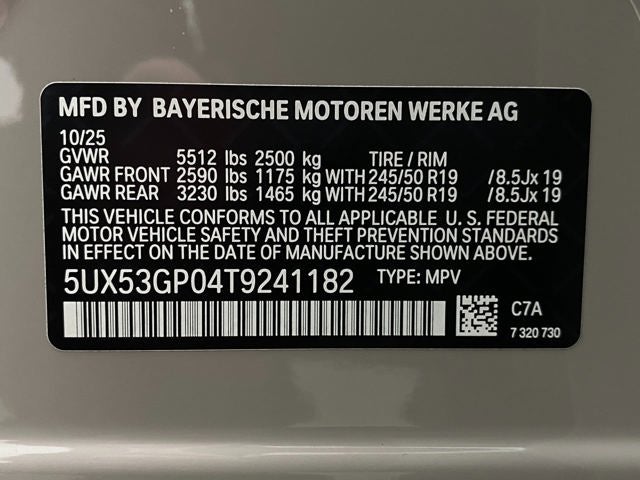 MFD BY BAYERISCHE MOTOREN WERKE AG
10/25
GVWR 5512 lbs 2500 kg TIRE / RIM
GAWR FRONT 2590 lbs 1175 kg WITH 245/50 R19 /8.5Jx 19
GAWR REAR 3230 lbs 1465 kg WITH 245/50 R19 /8.5Jx 19
THIS VEHICLE CONFORMS TO ALL APPLICABLE U. S. FEDERAL
MOTOR VEHICLE SAFETY AND THEFT PREVENTION STANDARDS
IN EFFECT ON THE DATE OF MANUFACTURE SHOWN ABOVE.
5UX53GP04T9241182 TYPE: MPV
C7A
7 320 730